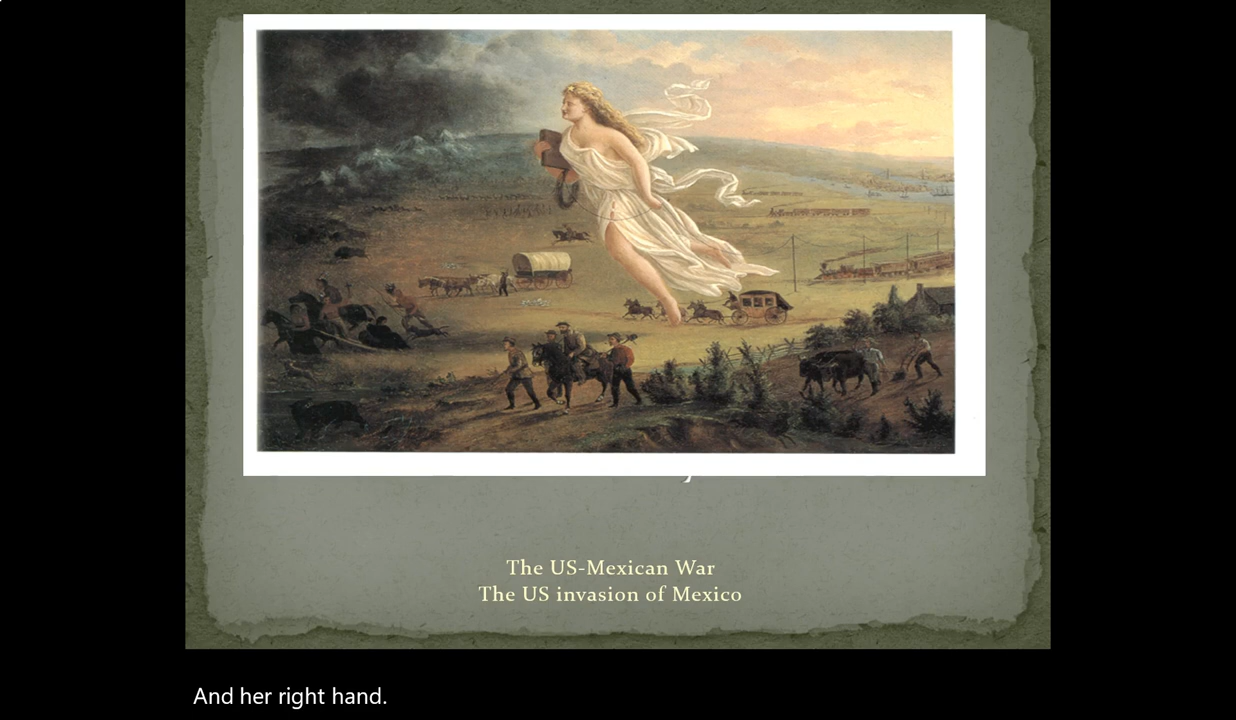 The US-Mexican War
The US invasion of Mexico
And her right hand.